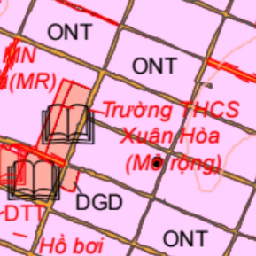 ONT
ONT
MN
(MR)
Trường THCS
Xuân Hòa
(Mở rộng)
DGD
DTT
Hồ bơi
ONT